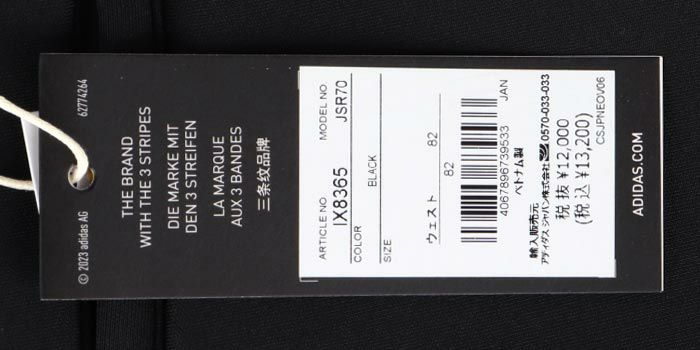 62774264
THE BRAND
WITH THE 3 STRIPES
DIE MARKE MIT
DEN 3 STREIFEN
LA MARQUE
AUX 3 BANDES
三条纹品牌
© 2023 adidas AG
ARTICLE NO.
MODEL NO.
IX8365
JSR70
COLOR
BLACK
SIZE
ウェスト
82
82
JAN
4067896739533
ベトナム製
輸入販売元
アディダス ジャパン株式会社 0570-033-033
税 抜 ¥12,000
(税 込 ¥13,200)
CSJPNEOV06
ADIDAS.COM